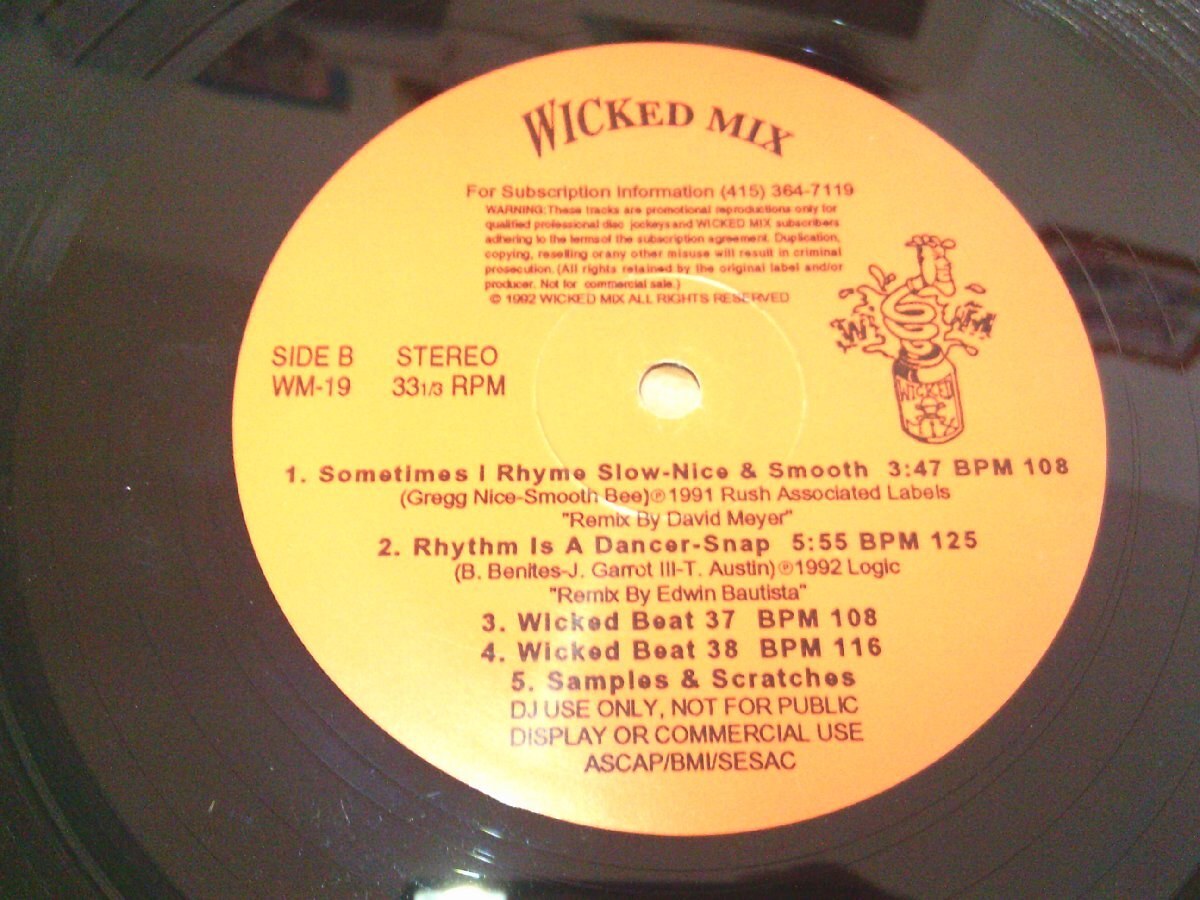 WICKED MIX
For Subscription Information (415) 364-7119
WARNING: These tracks are promotional reproductions only for
qualified professional disc jockeys and WICKED MIX subscribers
adhering to the terms of the subscription agreement. Duplication,
copying, reselling or any other misuse will result in criminal
prosecution. (All rights retained by the original label and/or
producer. Not for commercial sale.)
© 1992 WICKED MIX ALL RIGHTS RESERVED
W M
WICKED
SIDE B STEREO
WM-19 33 1/3 RPM
1. Sometimes I Rhyme Slow-Nice & Smooth 3:47 BPM 108
(Gregg Nice-Smooth Bee)℗1991 Rush Associated Labels
"Remix By David Meyer"
2. Rhythm Is A Dancer-Snap 5:55 BPM 125
(B. Benites-J. Garrot III-T. Austin)℗1992 Logic
"Remix By Edwin Bautista"
3. Wicked Beat 37 BPM 108
4. Wicked Beat 38 BPM 116
5. Samples & Scratches
DJ USE ONLY, NOT FOR PUBLIC
DISPLAY OR COMMERCIAL USE
ASCAP/BMI/SESAC